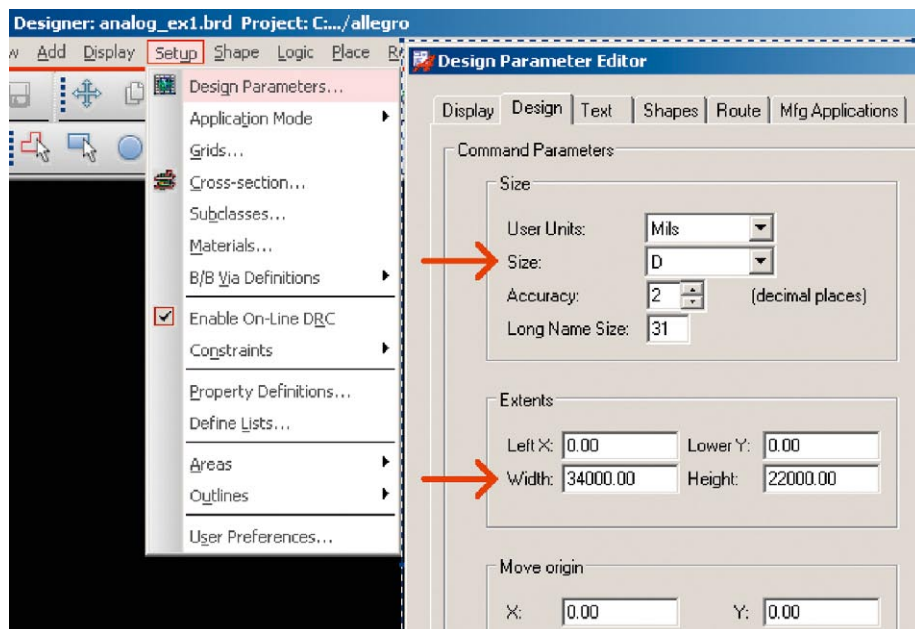 Designer: analog_ex1.brd Project: C:.../allegro
Add Display Setup Shape Logic Place
Design Parameters...
Application Mode
Grids...
Cross-section...
Subclasses...
Materials...
B/B Via Definitions
Enable On-Line DRC
Constraints
Property Definitions...
Define Lists...
Areas
Outlines
User Preferences...
Design Parameter Editor
Display Design Text Shapes Route Mfg Applications
Command Parameters
Size
User Units: Mils
Size: D
Accuracy: 2 (decimal places)
Long Name Size: 31
Extents
Left X: 0.00 Lower Y: 0.00
Width: 34000.00 Height: 22000.00
Move origin
X: 0.00 Y: 0.00